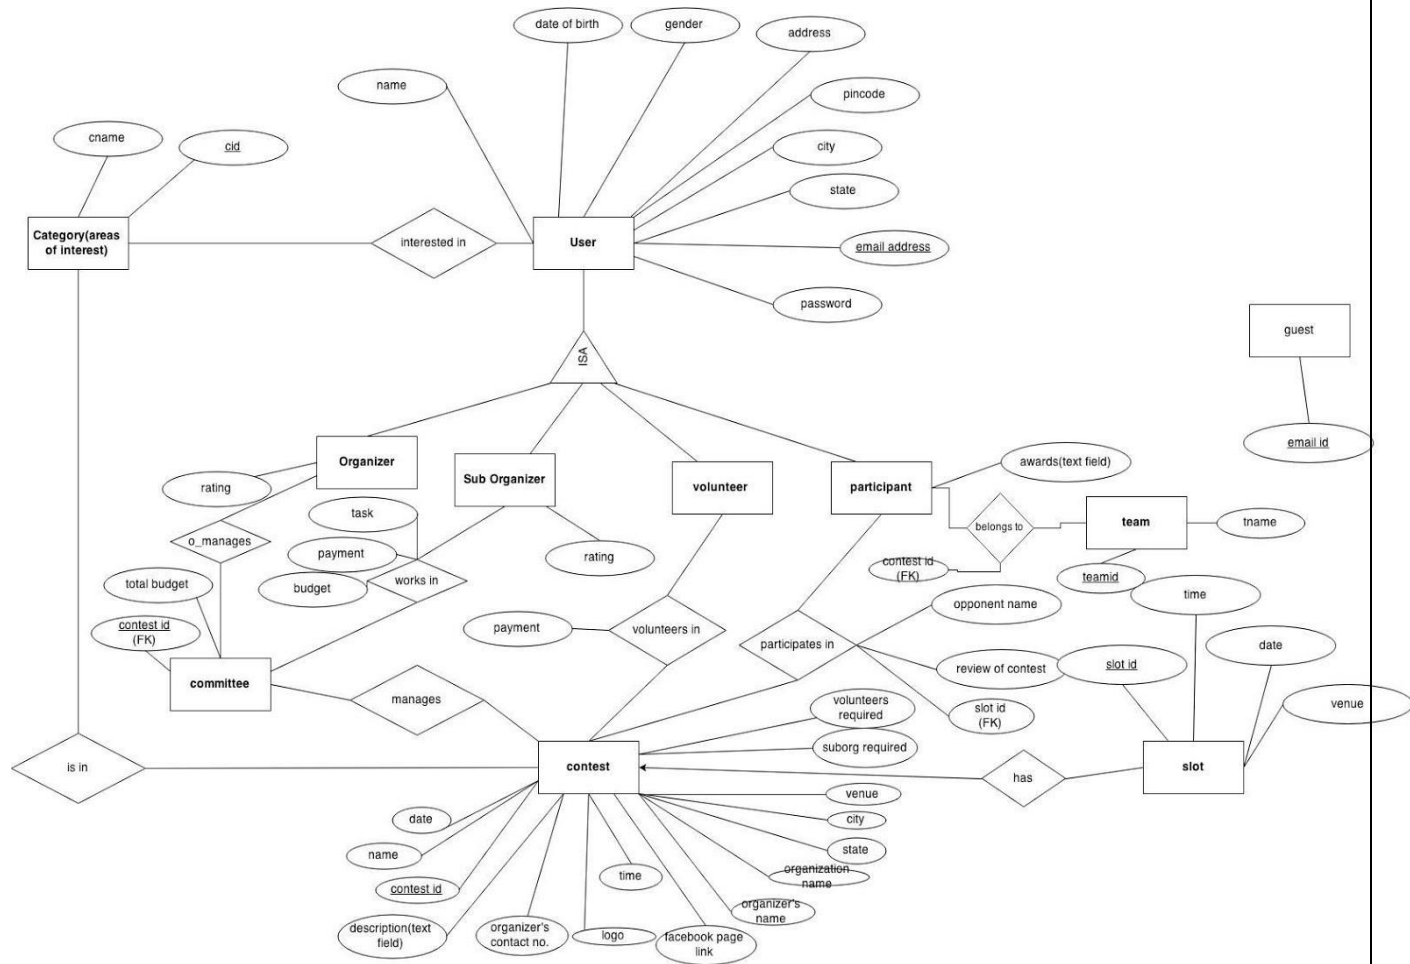 date of birth
gender
address
name
pincode
cname
cid
city
state
Category(areas
of interest)
interested in
User
email address
password
guest
ISA
email id
Organizer
rating
Sub Organizer
volunteer
participant
awards(text field)
task
o_manages
payment
budget
works in
rating
belongs to
team
tname
contest id
(FK)
teamid
total budget
contest id
(FK)
committee
payment
volunteers in
participates in
opponent name
review of contest
slot id
(FK)
time
date
slot id
venue
manages
volunteers
required
suborg required
is in
contest
has
slot
date
name
contest id
description(text
field)
organizer's
contact no.
logo
time
facebook page
link
organizer's
name
organization
name
state
city
venue